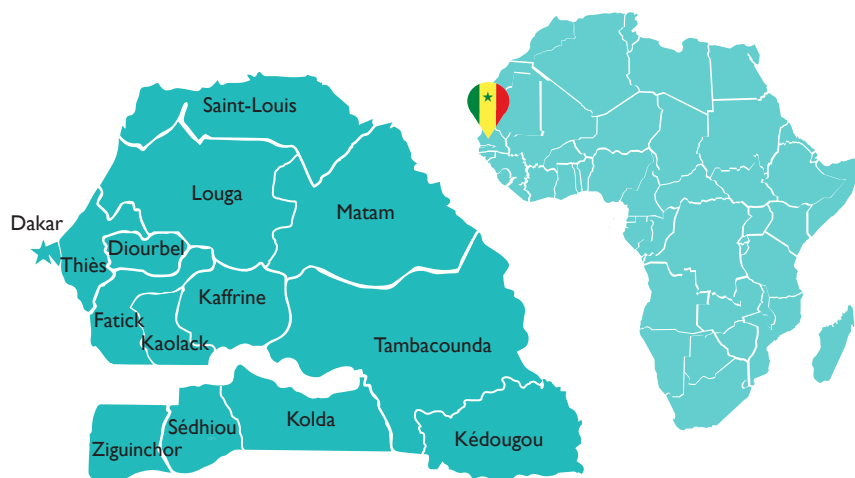 Saint-Louis
Louga
Matam
Dakar
Diourbel
Thiès
Kaffrine
Fatick
Kaolack
Tambacounda
Kolda
Sédhiou
Ziguinchor
Kédougou